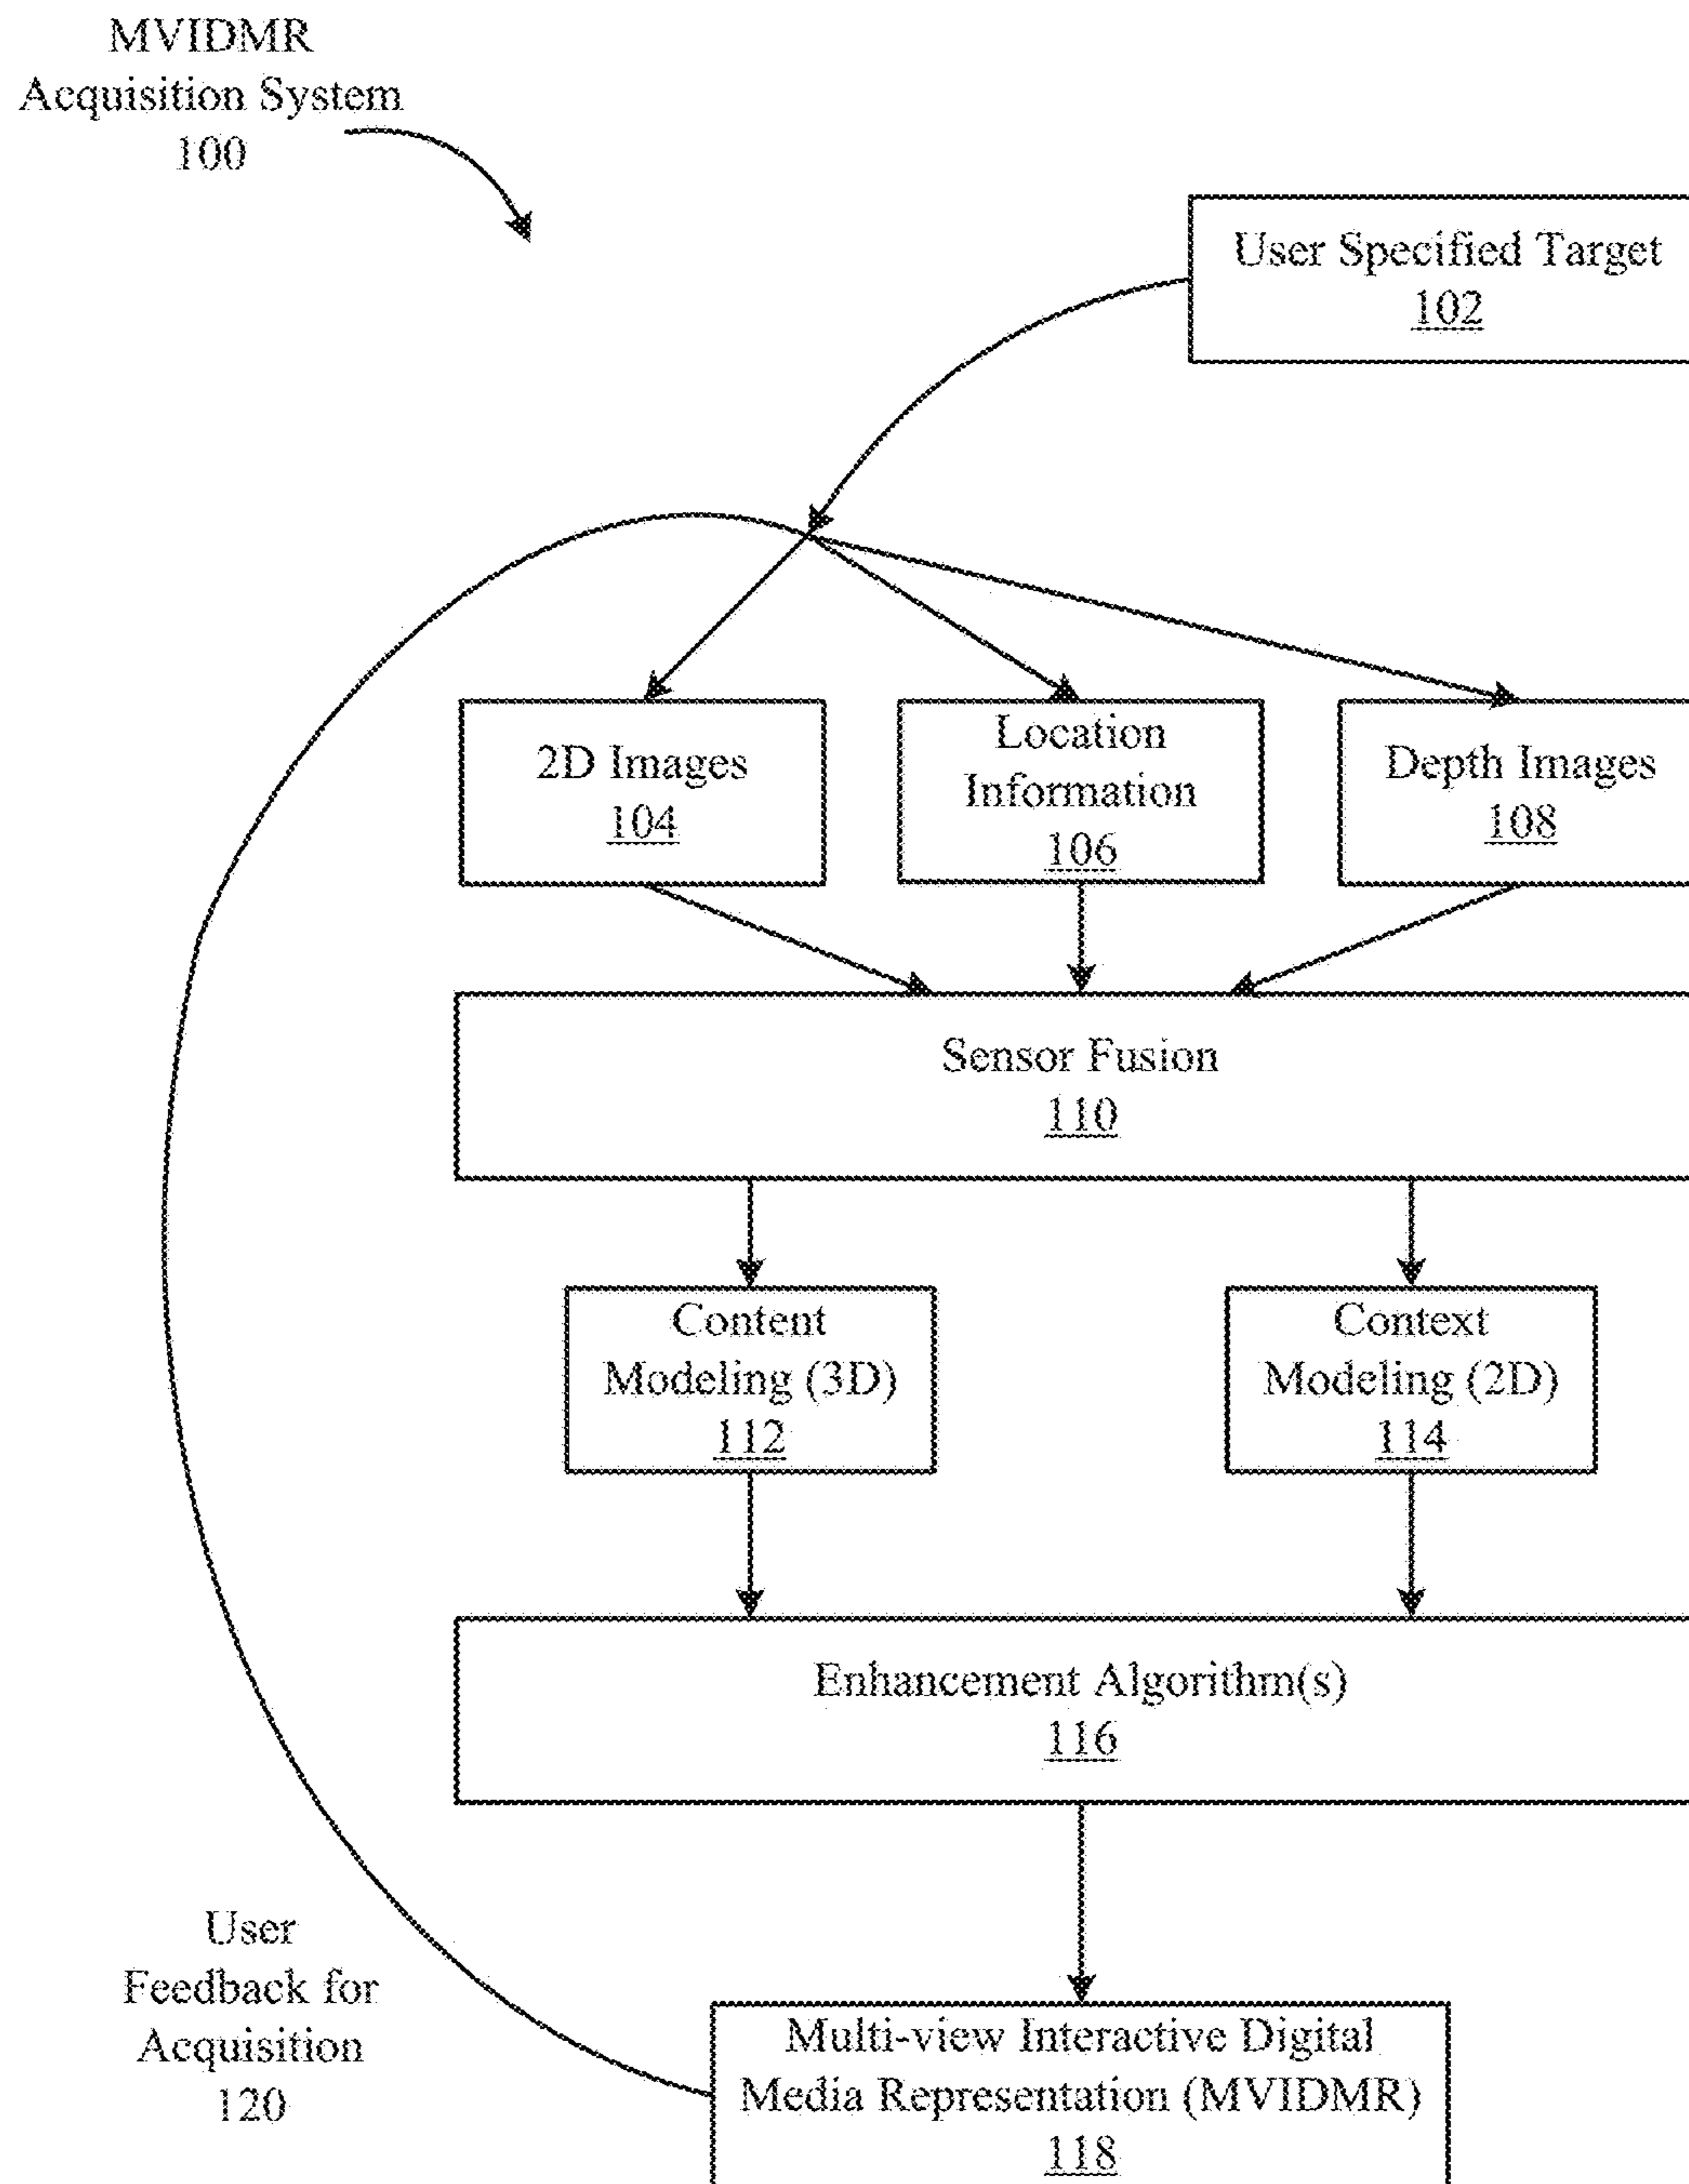 MVIDMR
Acquisition System
100
User Specified Target
102
2D Images
104
Location
Information
106
Depth Images
108
Sensor Fusion
110
Content
Modeling (3D)
112
Context
Modeling (2D)
114
Enhancement Algorithm(s)
116
User
Feedback for
Acquisition
120
Multi-view Interactive Digital
Media Representation (MVIDMR)
118